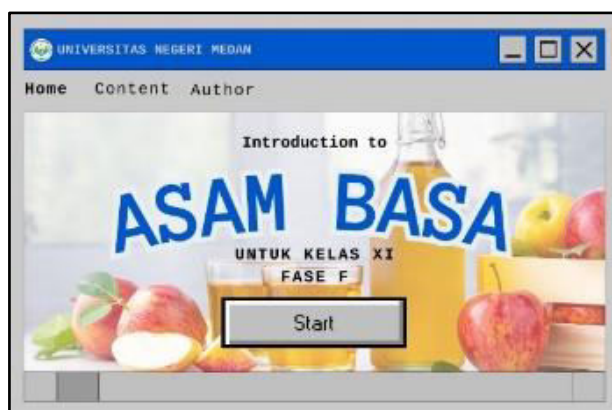 UNIVERSITAS NEGERI MEDAN
Home Content Author
Introduction to
ASAM BASA
UNTUK KELAS XI
FASE F
Start